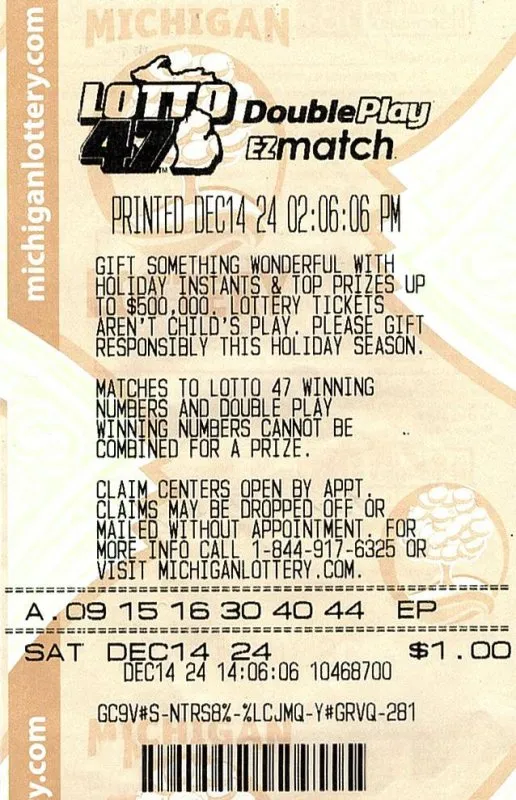 MICHIGAN
michiganlottery.com
LOTTO 47™ DoublePlay
EZmatch
PRINTED DEC14 24 02:06:06 PM
GIFT SOMETHING WONDERFUL WITH
HOLIDAY INSTANTS & TOP PRIZES UP
TO $500,000. LOTTERY TICKETS
AREN'T CHILD'S PLAY. PLEASE GIFT
RESPONSIBLY THIS HOLIDAY SEASON.
MATCHES TO LOTTO 47 WINNING
NUMBERS AND DOUBLE PLAY
WINNING NUMBERS CANNOT BE
COMBINED FOR A PRIZE.
CLAIM CENTERS OPEN BY APPT.
CLAIMS MAY BE DROPPED OFF OR
MAILED WITHOUT APPOINTMENT. FOR
MORE INFO CALL 1-844-917-6325 OR
VISIT MICHIGANLOTTERY.COM.
A.09 15 16 30 40 44 EP
SAT DEC14 24 $1.00
DEC14 24 14:06:06 10468700
GC9V#S-NTRS8%-%LCJMQ-Y#GRVQ-281
MICHIGAN
y.com